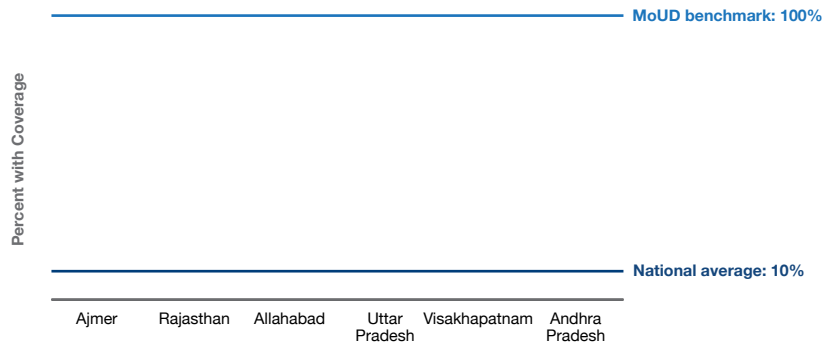 MoUD benchmark: 100%
Percent with Coverage
National average: 10%
Ajmer Rajasthan Allahabad Uttar Pradesh Visakhapatnam Andhra Pradesh